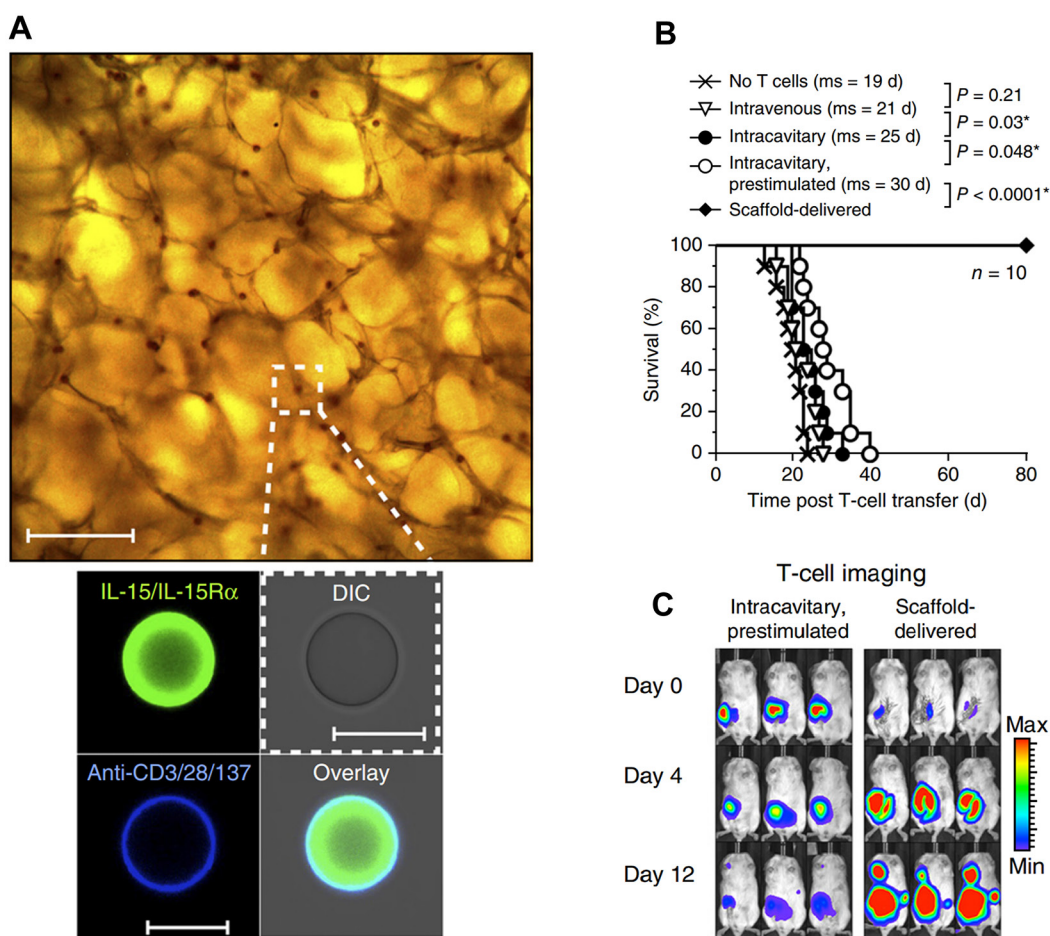 A
IL-15/IL-15Rα
DIC
Anti-CD3/28/137
Overlay
B
No T cells (ms = 19 d)
Intravenous (ms = 21 d)
Intracavitary (ms = 25 d)
Intracavitary,
prestimulated (ms = 30 d)
Scaffold-delivered
P = 0.21
P = 0.03*
P = 0.048*
P < 0.0001*
100
80
60
40
20
0
Survival (%)
n = 10
0 20 40 60 80
Time post T-cell transfer (d)
C
T-cell imaging
Intracavitary,
prestimulated
Scaffold-
delivered
Day 0
Day 4
Day 12
Max
Min